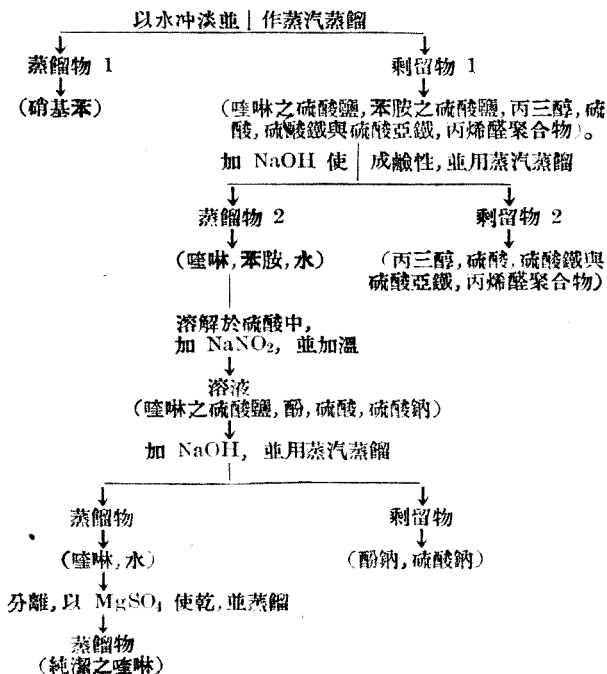 以水冲淡並 作蒸汽蒸餾
蒸餾物 1
剩留物 1
(硝基苯)
(喹啉之硫酸鹽,苯胺之硫酸鹽,丙三醇,硫
酸,硫酸鐵與硫酸亞鐵,丙烯醛聚合物)。
加 NaOH 使 成鹼性,並用蒸汽蒸餾
蒸餾物 2
剩留物 2
(喹啉,苯胺,水)
(丙三醇,硫酸,硫酸鐵與
硫酸亞鐵,丙烯醛聚合物)
溶解於硫酸中,
加 NaNO₂, 並加溫
溶液
(喹啉之硫酸鹽,酚,硫酸,硫酸鈉)
加 NaOH, 並用蒸汽蒸餾
蒸餾物
剩留物
(喹啉,水)
(酚鈉,硫酸鈉)
分離,以 MgSO₄ 使乾,並蒸餾
蒸餾物
(純潔之喹啉)